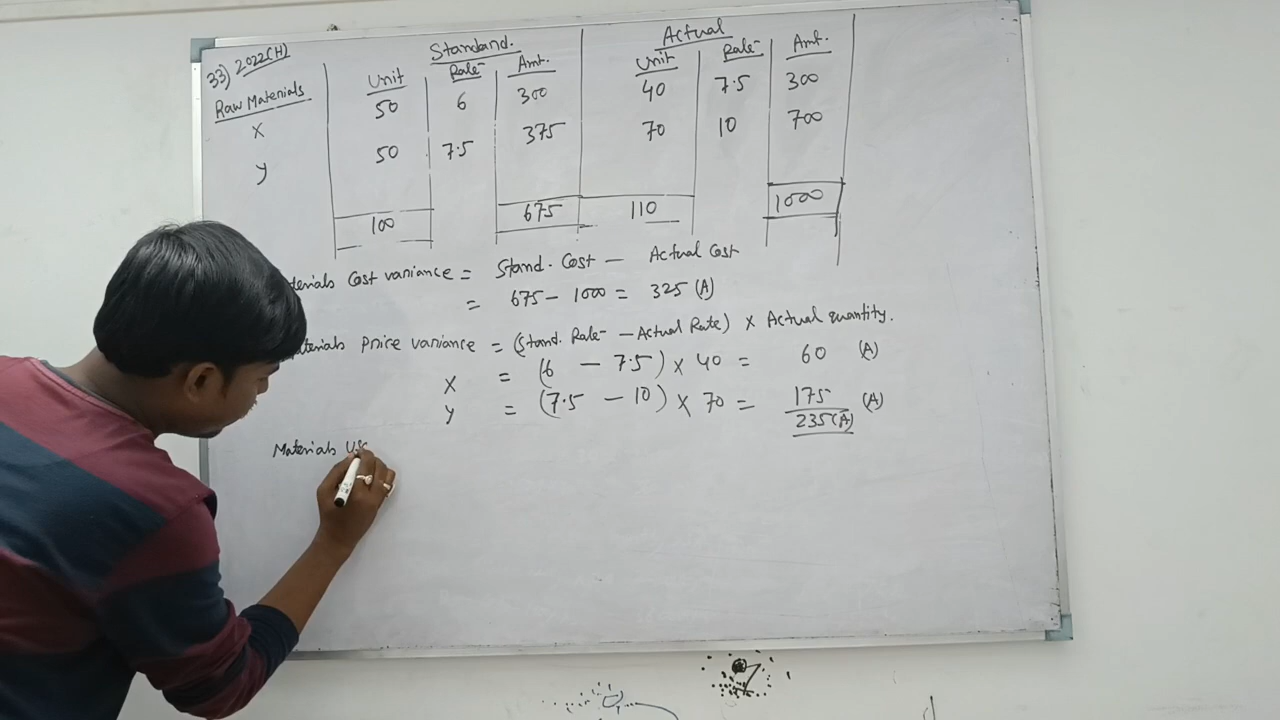 33) 2022(H)
Standard. Actual
Raw Materials Unit Rate Amt. Unit Rate Amt.
X 50 6 300 40 7.5 300
y 50 7.5 375 70 10 700
100 675 110 1000
terials Cost variance = Stand. Cost — Actual Cost
= 675 - 1000 = 325 (A)
terials price variance = (Stand. Rate - Actual Rate) × Actual quantity.
X = (6 - 7.5) × 40 = 60 (A)
y = (7.5 - 10) × 70 = 175 (A)
235(A)
Materials Us